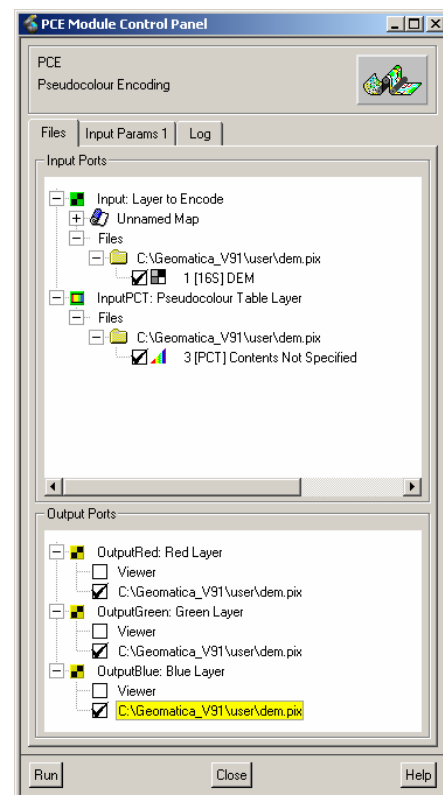 PCE Module Control Panel
PCE
Pseudocolour Encoding
Files Input Params 1 Log
Input Ports
Input: Layer to Encode
Unnamed Map
Files
C:\Geomatica_V91\user\dem.pix
1 [16S] DEM
InputPCT: Pseudocolour Table Layer
Files
C:\Geomatica_V91\user\dem.pix
3 [PCT] Contents Not Specified
Output Ports
OutputRed: Red Layer
Viewer
C:\Geomatica_V91\user\dem.pix
OutputGreen: Green Layer
Viewer
C:\Geomatica_V91\user\dem.pix
OutputBlue: Blue Layer
Viewer
C:\Geomatica_V91\user\dem.pix
Run Close Help